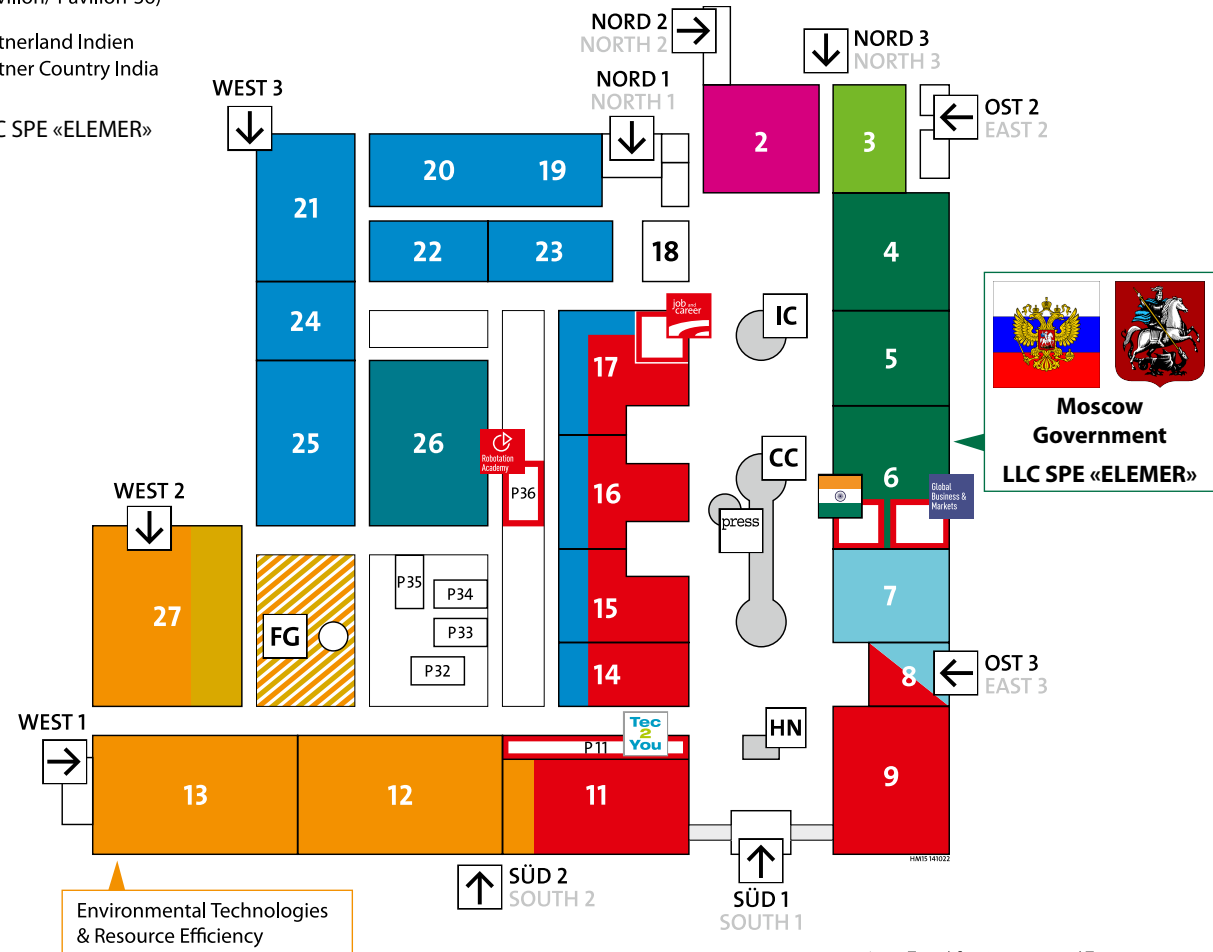 tnerland Indien
tner Country India
C SPE «ELEMER»
NORD 2
NORTH 2
NORD 3
NORTH 3
NORD 1
NORTH 1
WEST 3
OST 2
EAST 2
2
3
20
19
21
22
23
18
4
job and
career
IC
24
17
5
Moscow
Government
LLC SPE «ELEMER»
25
26
Robotation
Academy
P36
16
CC
press
6
Global
Business &
Markets
WEST 2
27
FG
P35
P34
P33
P32
15
14
7
8
OST 3
EAST 3
WEST 1
Tec
2
You
P 11
HN
13
12
11
9
HM15 141022
SÜD 2
SOUTH 2
SÜD 1
SOUTH 1
Environmental Technologies
& Resource Efficiency